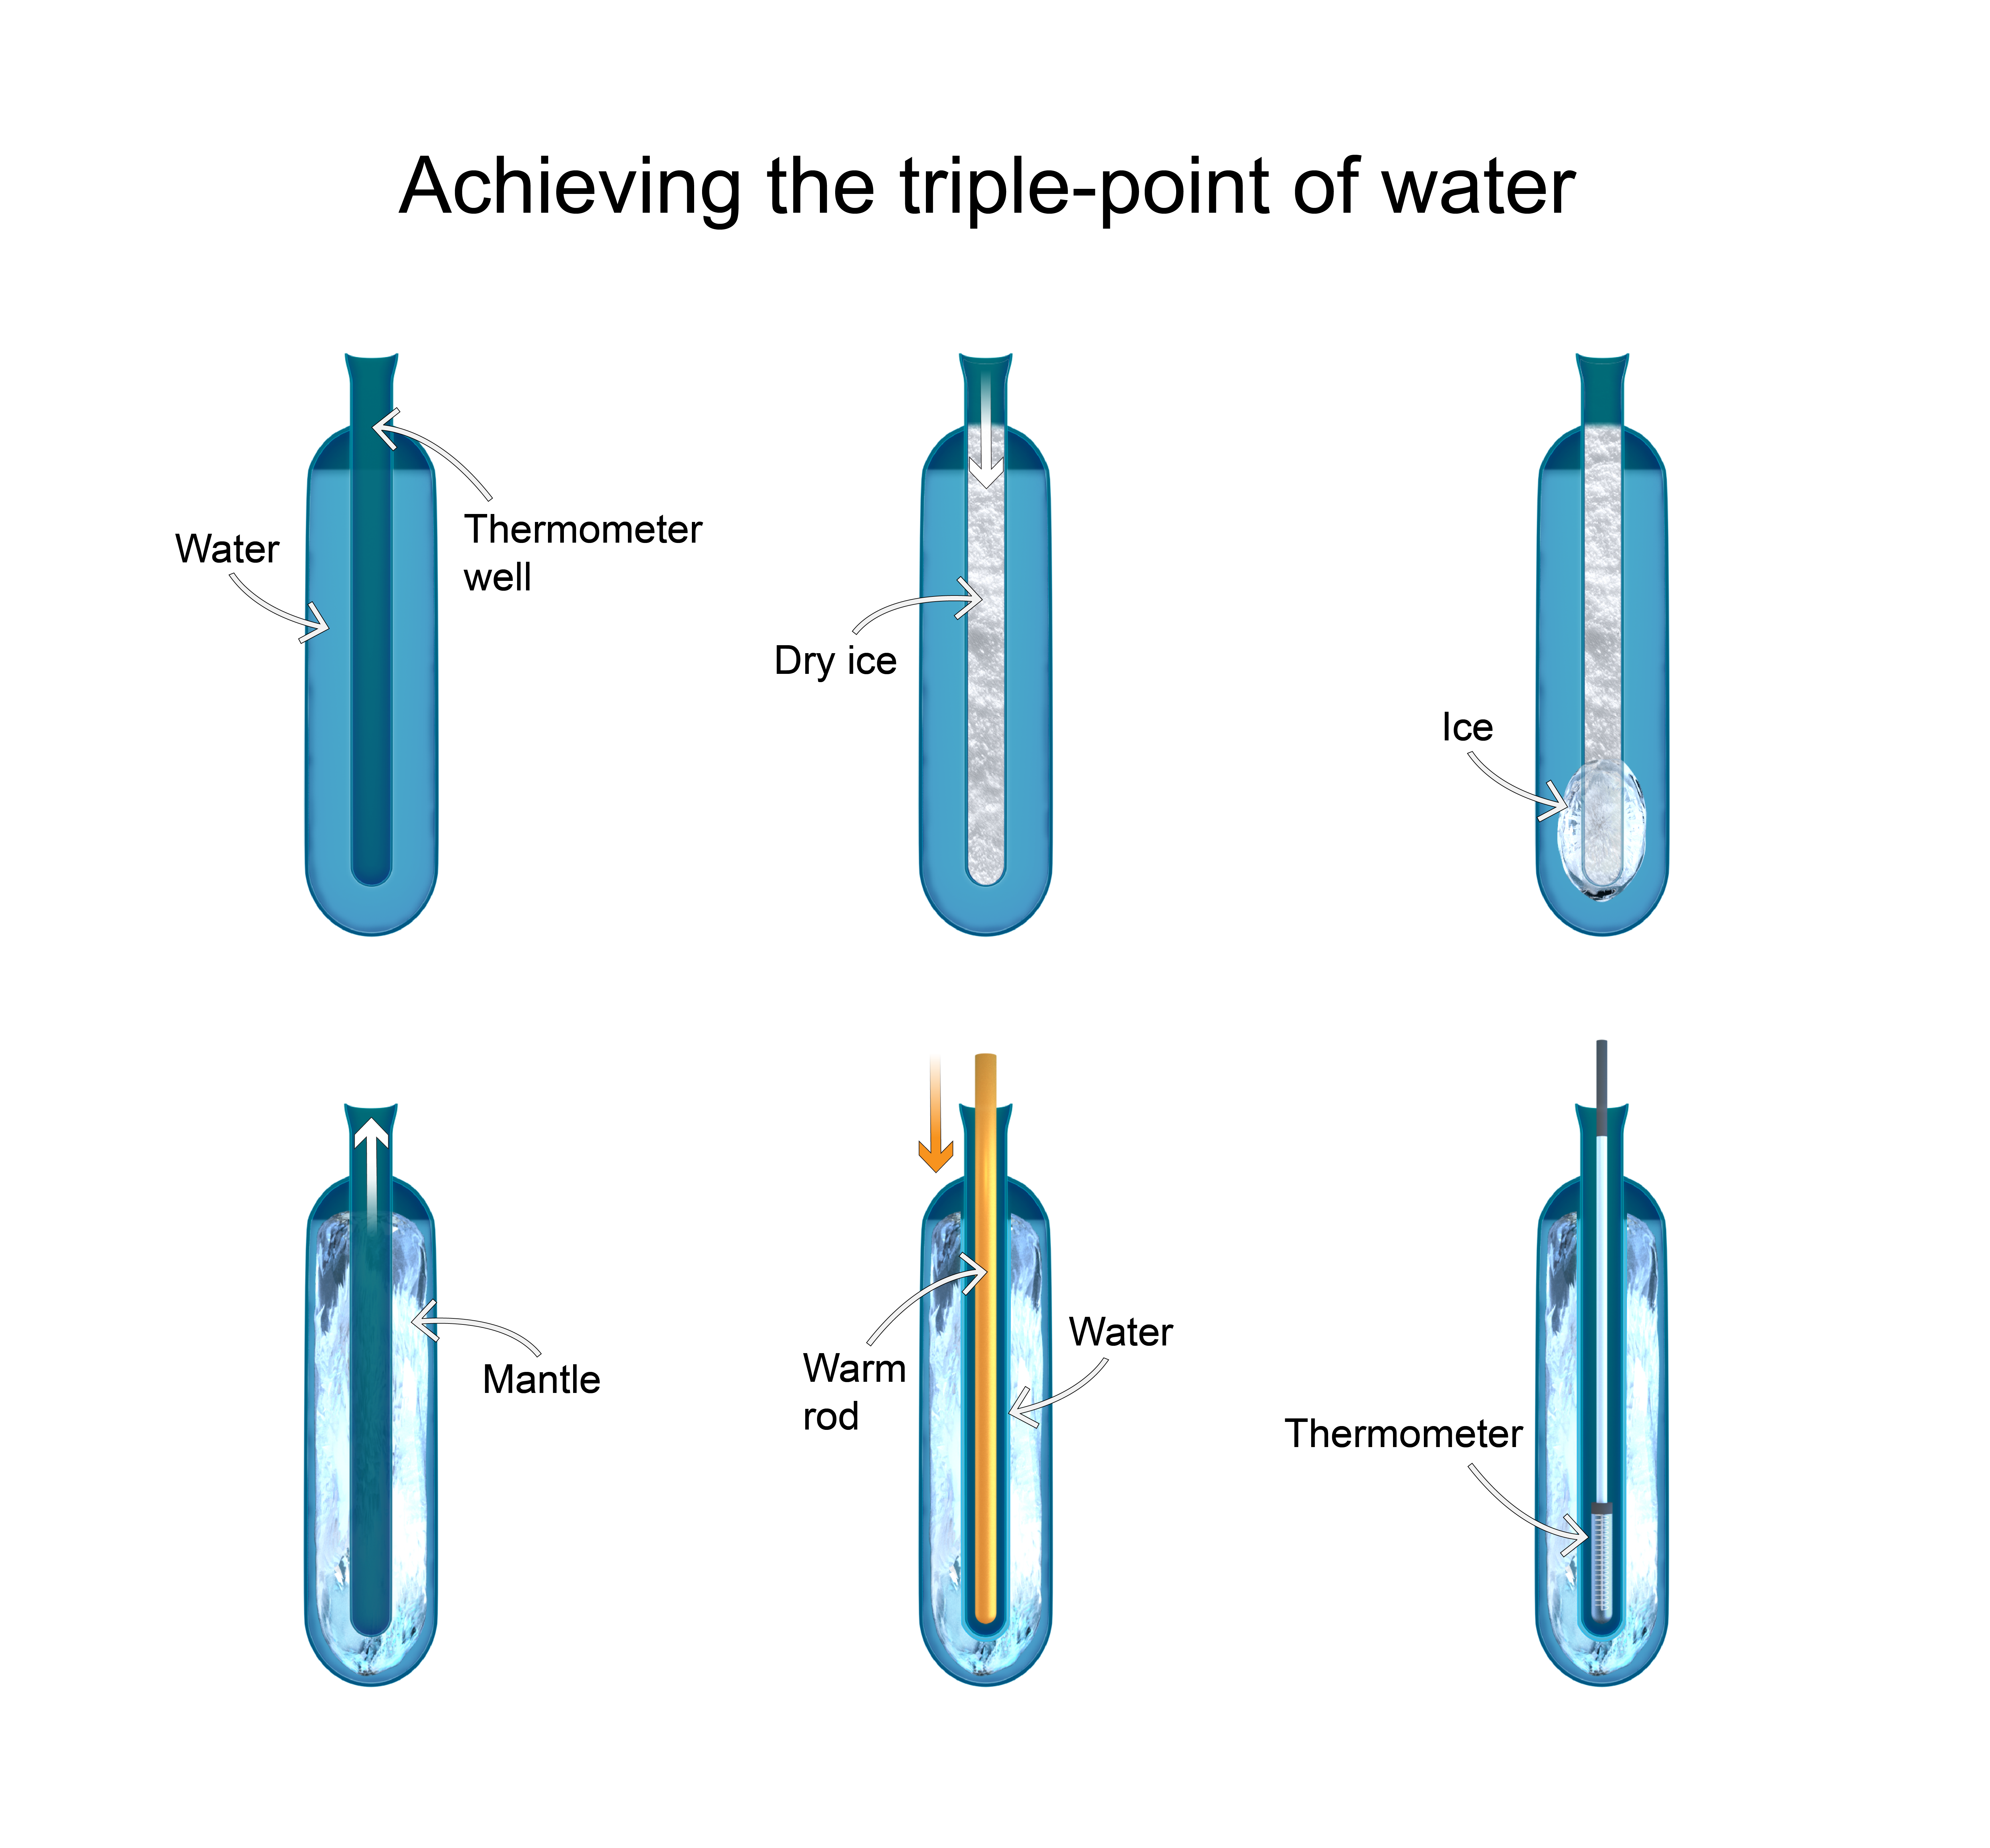 Achieving the triple-point of water
Water
Thermometer
well
Dry ice
Ice
Mantle
Warm
rod
Water
Thermometer